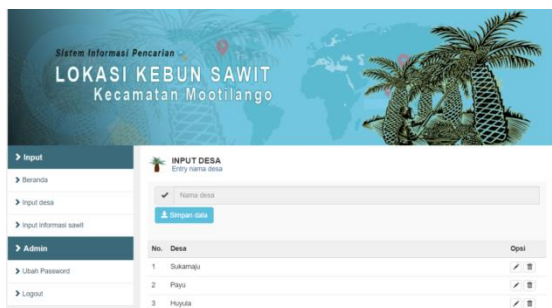 Sistem Informasi Pencarian
LOKASI KEBUN SAWIT
Kecamatan Mootilango
Input
Beranda
Input desa
Input informasi sawit
Admin
Ubah Password
Logout
INPUT DESA
Entry nama desa
Nama desa
Simpan data
No. Desa Opsi
1 Sukamaju
2 Payu
3 Huyula